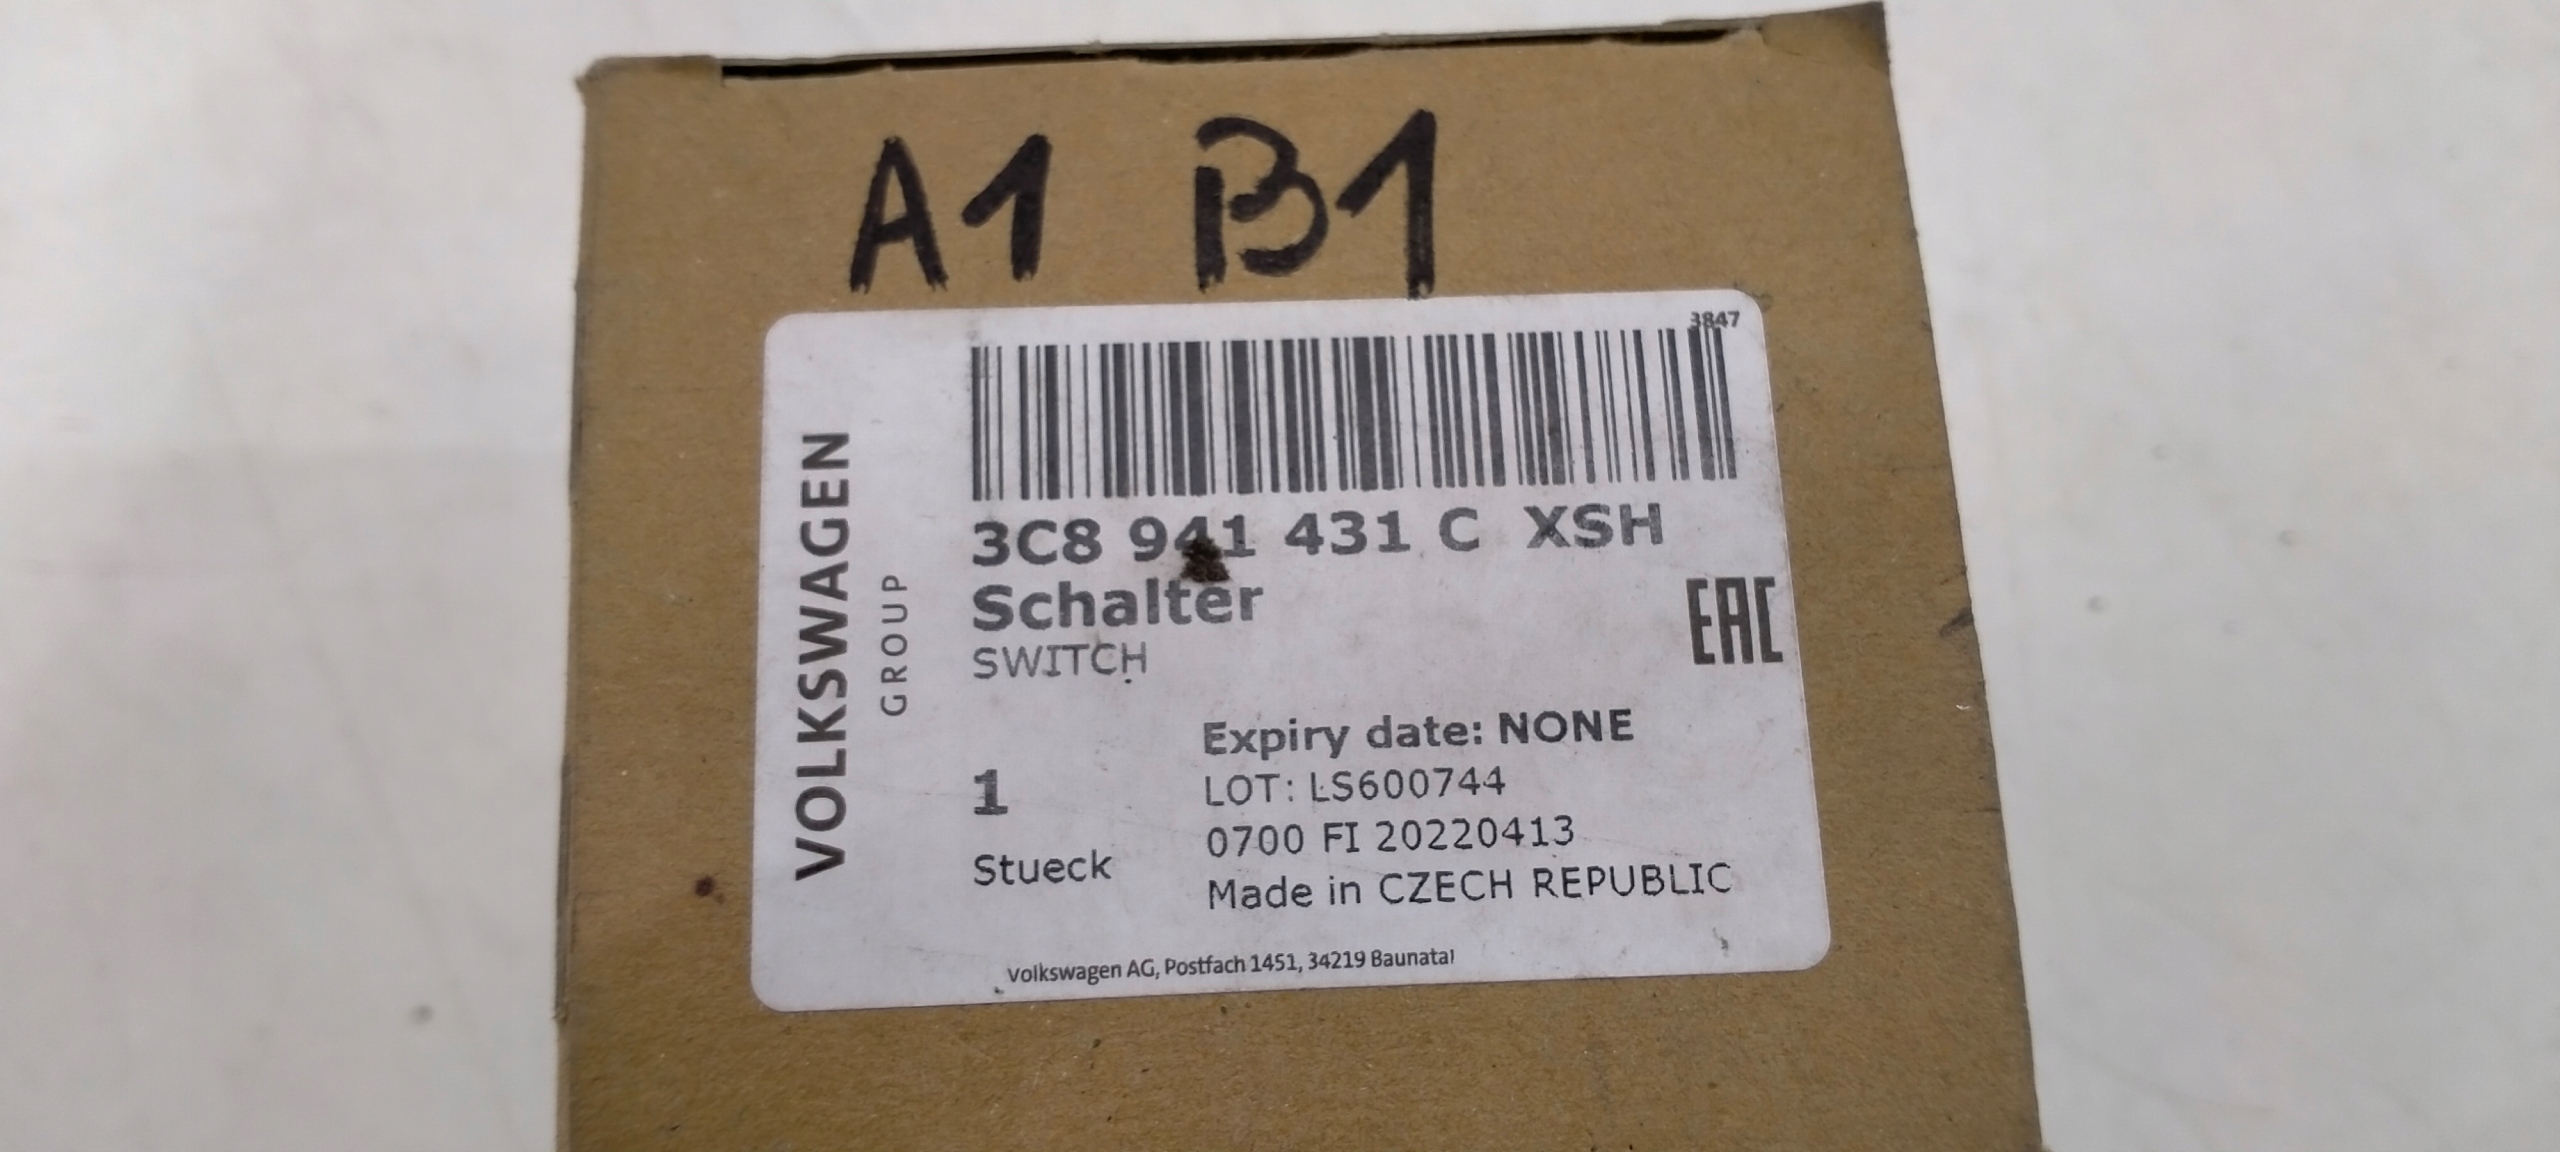 A1 B1
3847
VOLKSWAGEN
GROUP
3C8 941 431 C XSH
Schalter
SWITCH
EAC
1
Stueck
Expiry date: NONE
LOT: LS600744
0700 FI 20220413
Made in CZECH REPUBLIC
Volkswagen AG, Postfach 1451, 34219 Baunatal